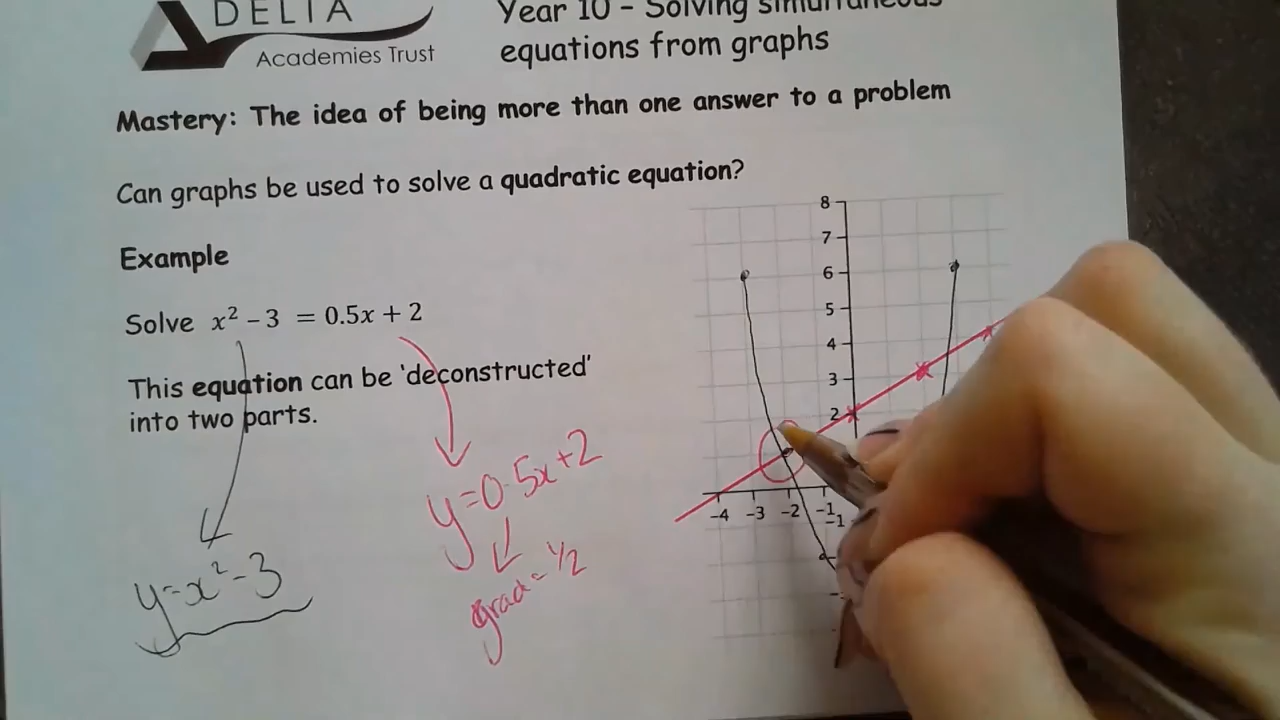 DELTA
Academies Trust
Year 10 – Solving simultaneous
equations from graphs
Mastery: The idea of being more than one answer to a problem
Can graphs be used to solve a quadratic equation?
Example
Solve x² – 3 = 0.5x + 2
This equation can be 'deconstructed'
into two parts.
y=x²-3
y=0.5x+2
grad = 1/2
8
7
6
5
4
3
2
–4 –3 –2 –1
–1